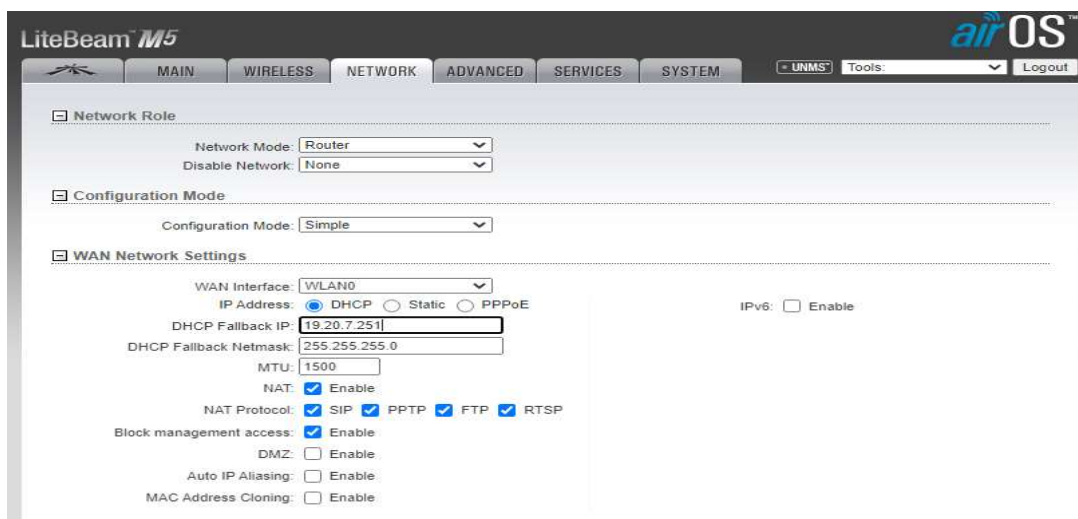 LiteBeam™ M5
airOS™
MAIN WIRELESS NETWORK ADVANCED SERVICES SYSTEM UNMS™ Tools: Logout
Network Role
Network Mode: Router
Disable Network: None
Configuration Mode
Configuration Mode: Simple
WAN Network Settings
WAN Interface: WLAN0
IP Address: DHCP Static PPPoE IPv6: Enable
DHCP Fallback IP: 19.20.7.251
DHCP Fallback Netmask: 255.255.255.0
MTU: 1500
NAT: Enable
NAT Protocol: SIP PPTP FTP RTSP
Block management access: Enable
DMZ: Enable
Auto IP Aliasing: Enable
MAC Address Cloning: Enable